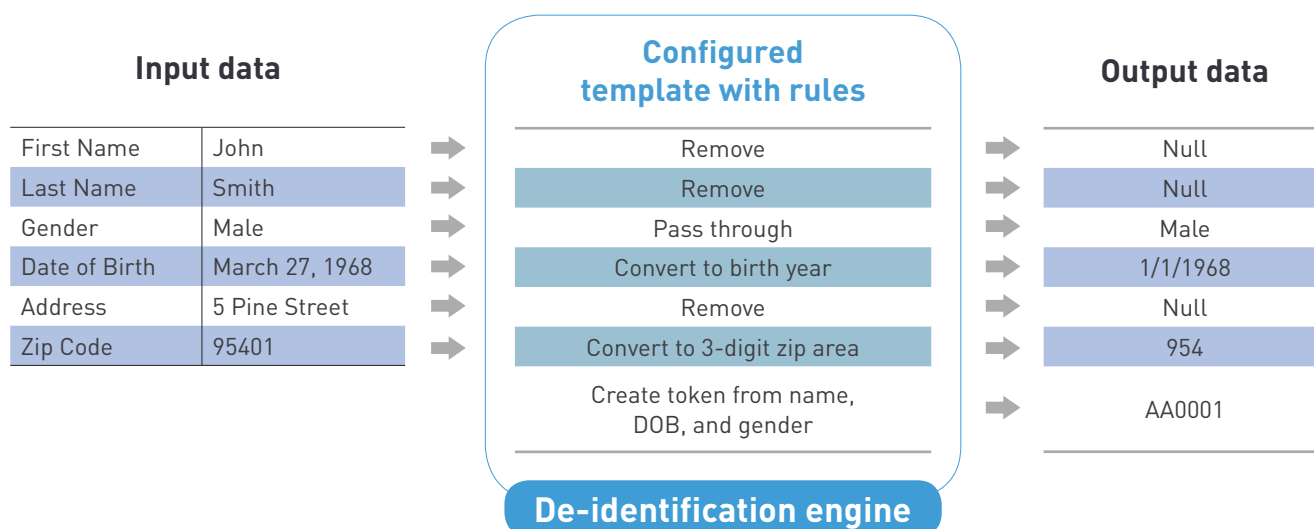 Input data
Configured
template with rules
Output data
First Name John Remove Null
Last Name Smith Remove Null
Gender Male Pass through Male
Date of Birth March 27, 1968 Convert to birth year 1/1/1968
Address 5 Pine Street Remove Null
Zip Code 95401 Convert to 3-digit zip area 954
Create token from name,
DOB, and gender
AA0001
De-identification engine